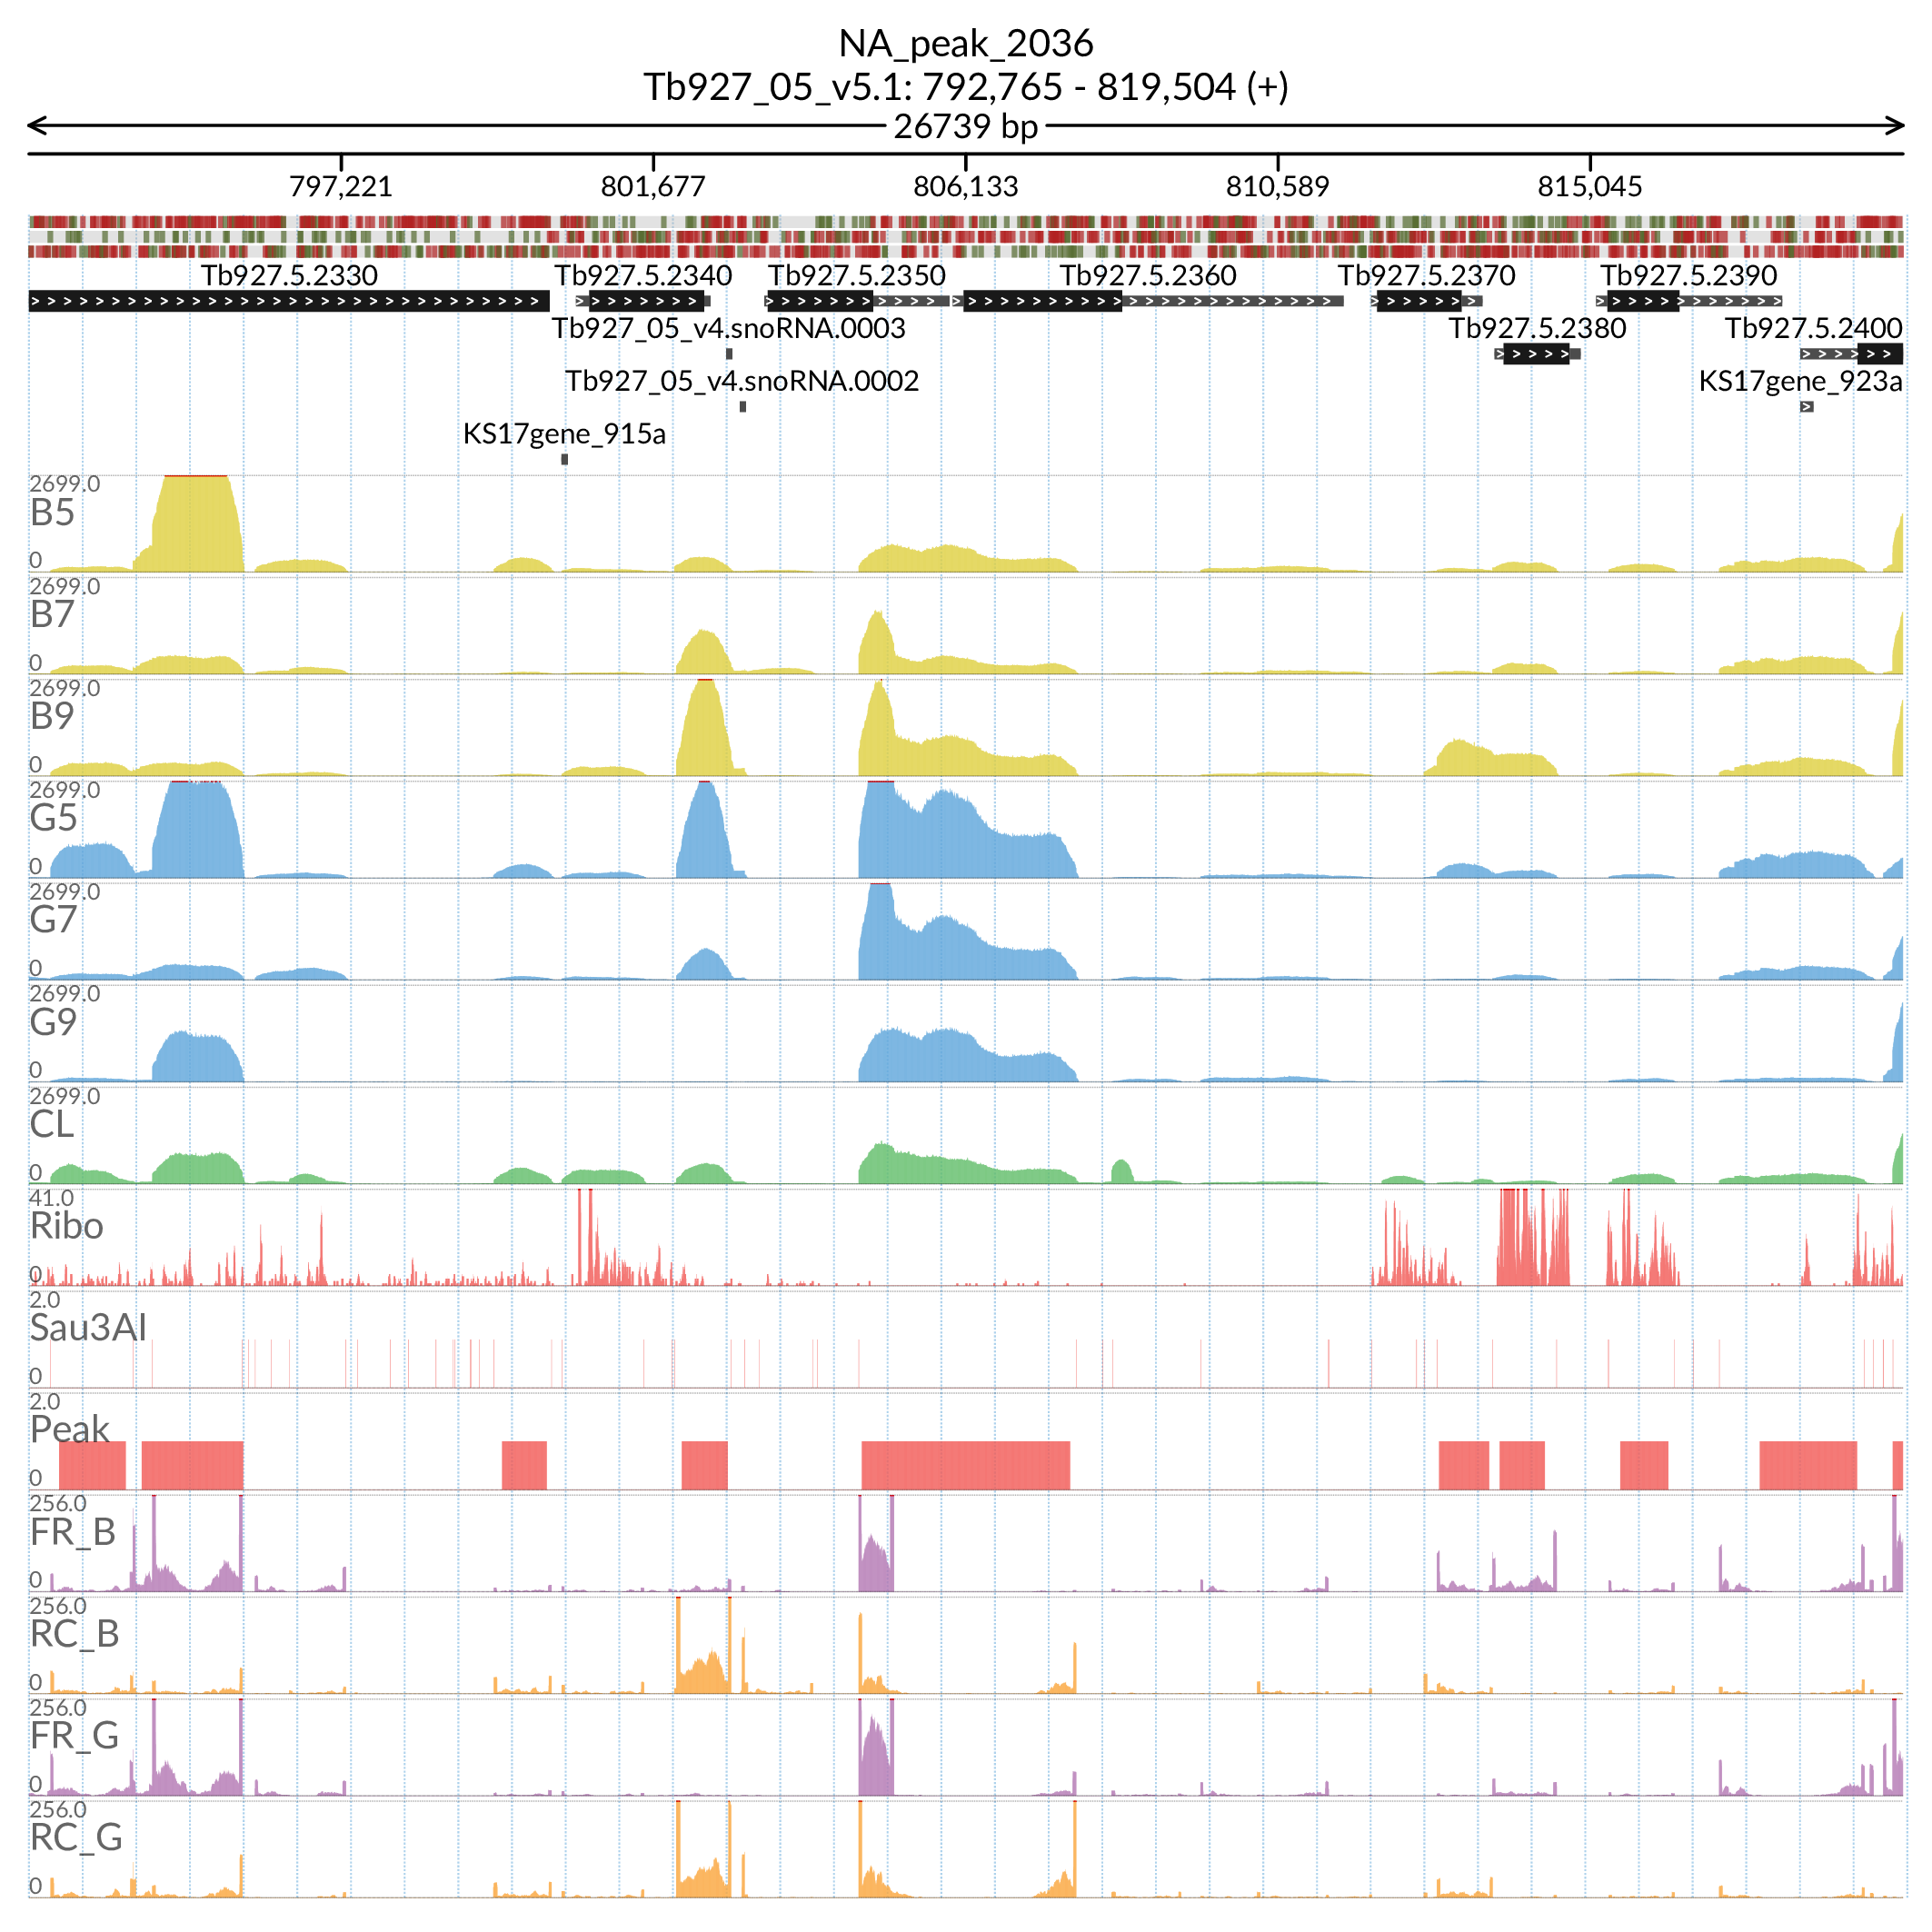 NA_peak_2036
Tb927_05_v5.1: 792,765 - 819,504 (+)
26739 bp
797,221 801,677 806,133 810,589 815,045
Tb927.5.2330 Tb927.5.2340 Tb927.5.2350 Tb927.5.2360 Tb927.5.2370 Tb927.5.2390
Tb927_05_v4.snoRNA.0003 Tb927.5.2380 Tb927.5.2400
Tb927_05_v4.snoRNA.0002 KS17gene_923a
KS17gene_915a
2699.0
B5
0
2699.0
B7
0
2699.0
B9
0
2699.0
G5
0
2699.0
G7
0
2699.0
G9
0
2699.0
CL
0
41.0
Ribo
0
2.0
Sau3AI
0
2.0
Peak
0
256.0
FR_B
0
256.0
RC_B
0
256.0
FR_G
0
256.0
RC_G
0